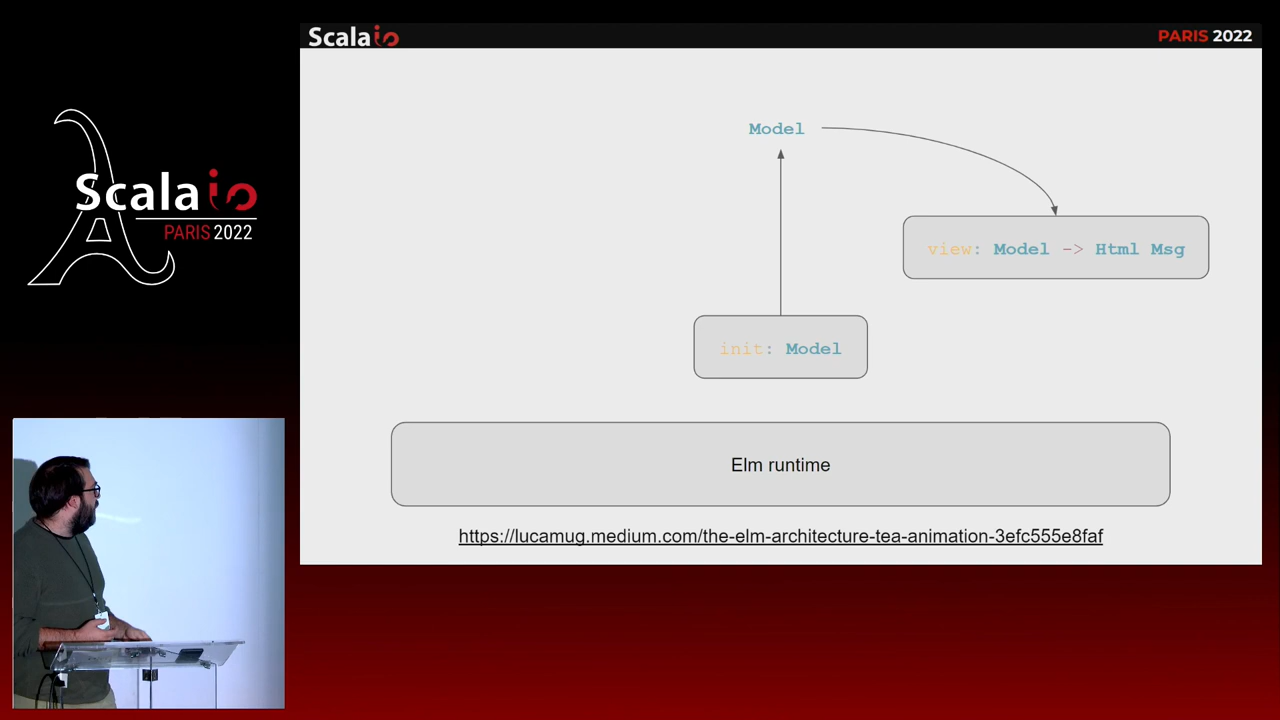 Scalaio
PARIS 2022
Model
Scalaio
PARIS 2022
view: Model -> Html Msg
init: Model
Elm runtime
https://lucamug.medium.com/the-elm-architecture-tea-animation-3efc555e8faf